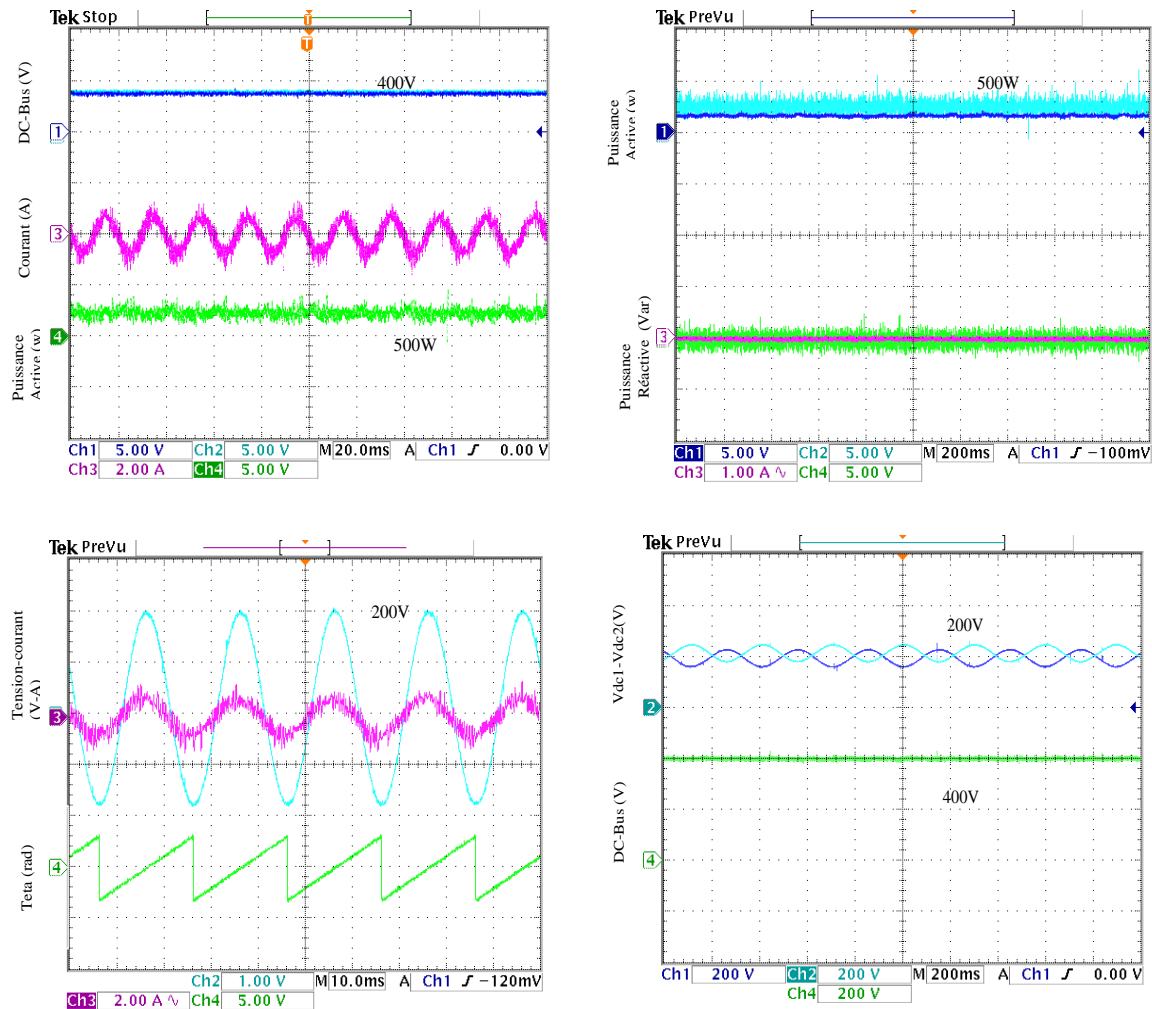 Tek Stop
T
T
DC-Bus (V)
400V
1
Courant (A)
3
Puissance
Active (w)
4
500W
Ch1 5.00 V Ch2 5.00 V M 20.0ms A Ch1 ∫ 0.00 V
Ch3 2.00 A Ch4 5.00 V
Tek PreVu
Puissance
Active (w)
500W
1
Puissance
Réactive (Var)
3
Ch1 5.00 V Ch2 5.00 V M 200ms A Ch1 ∫ -100mV
Ch3 1.00 A ∿ Ch4 5.00 V
Tek PreVu
Tension-courant
(V-A)
200V
3
Teta (rad)
4
Ch2 1.00 V M 10.0ms A Ch1 ∫ -120mV
Ch3 2.00 A ∿ Ch4 5.00 V
Tek PreVu
Vdc1-Vdc2(V)
200V
2
DC-Bus (V)
400V
4
Ch1 200 V Ch2 200 V M 200ms A Ch1 ∫ 0.00 V
Ch4 200 V